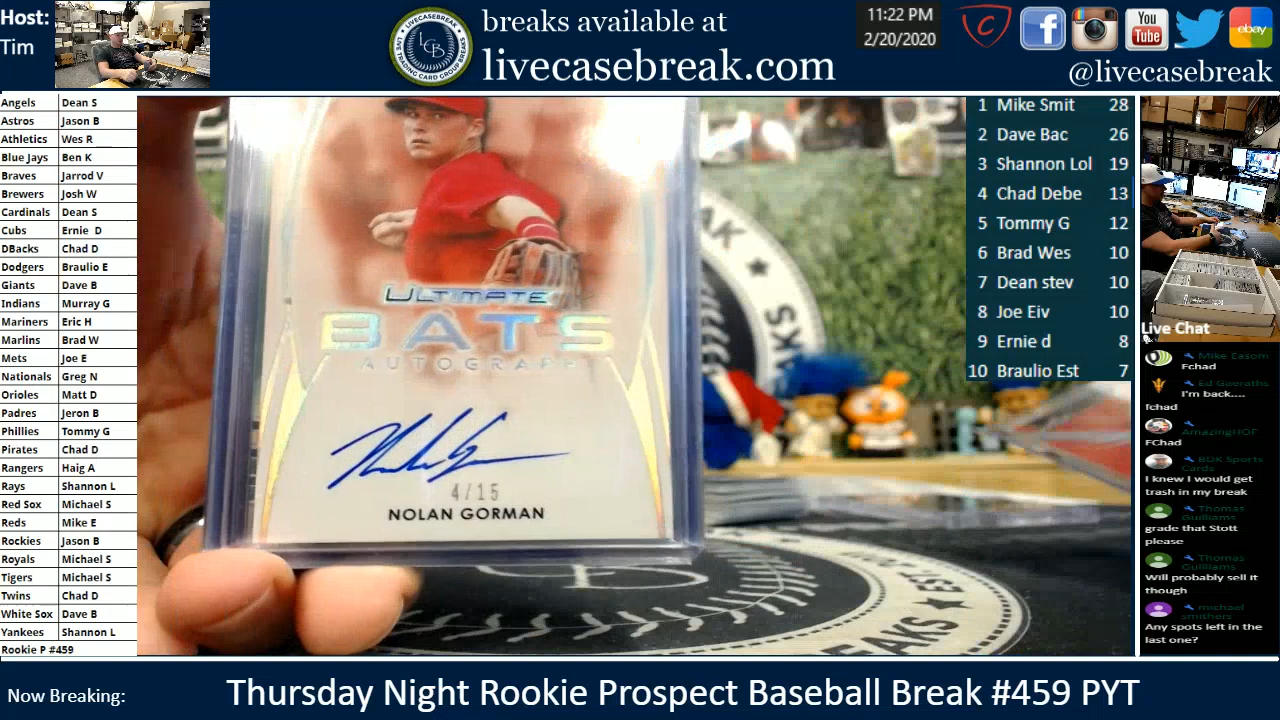 Host:
Tim
breaks available at
livecasebreak.com
11:22 PM
2/20/2020
You
Tube
ebay
@livecasebreak
LIVECASEBREAK
LCB
Angels Dean S
Astros Jason B
Athletics Wes R
Blue Jays Ben K
Braves Jarrod V
Brewers Josh W
Cardinals Dean S
Cubs Ernie D
DBacks Chad D
Dodgers Braulio E
Giants Dave B
Indians Murray G
Mariners Eric H
Marlins Brad W
Mets Joe E
Nationals Greg N
Orioles Matt D
Padres Jeron B
Phillies Tommy G
Pirates Chad D
Rangers Haig A
Rays Shannon L
Red Sox Michael S
Reds Mike E
Rockies Jason B
Royals Michael S
Tigers Michael S
Twins Chad D
White Sox Dave B
Yankees Shannon L
Rookie P #459
ULTIMATE
BATS
AUTOGRAPH
4/15
NOLAN GORMAN
1 Mike Smit 28
2 Dave Bac 26
3 Shannon Lol 19
4 Chad Debe 13
5 Tommy G 12
6 Brad Wes 10
7 Dean stev 10
8 Joe Eiv 10
9 Ernie d 8
10 Braulio Est 7
Live Chat
Mike Easom
Fchad
Ed Gaeraths
I'm back....
fchad
AmazingHOF
FChad
BDK Sports
Cards
I knew I would get
trash in my break
Thomas
Guilliams
grade that Stott
please
Thomas
Guilliams
Will probably sell it
though
michael
smithers
Any spots left in the
last one?
Now Breaking:
Thursday Night Rookie Prospect Baseball Break #459 PYT